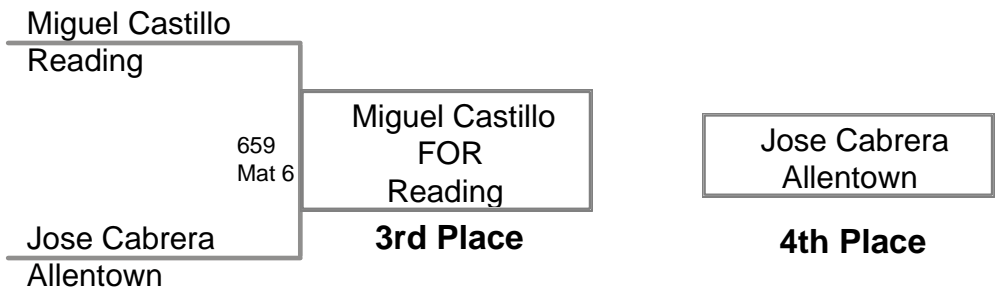 Miguel Castillo
Reading
659
Mat 6
Jose Cabrera
Allentown
Miguel Castillo
FOR
Reading
3rd Place
Jose Cabrera
Allentown
4th Place